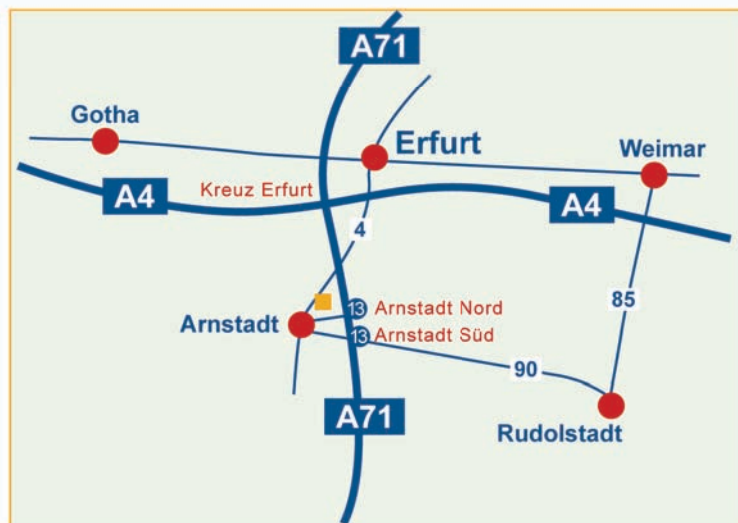 A71
Gotha
Erfurt
Weimar
Kreuz Erfurt
A4
A4
4
85
13 Arnstadt Nord
Arnstadt
13 Arnstadt Süd
90
A71
Rudolstadt